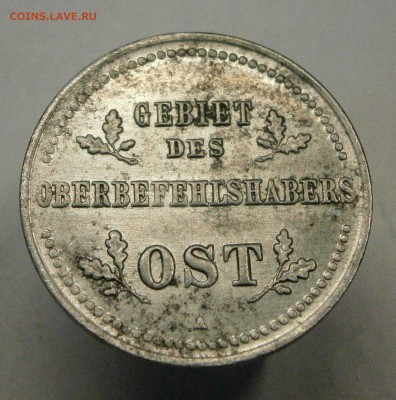 COINS.LAVE.RU
GEBIET
DES
OBERBEFEHLSHABERS
OST
A